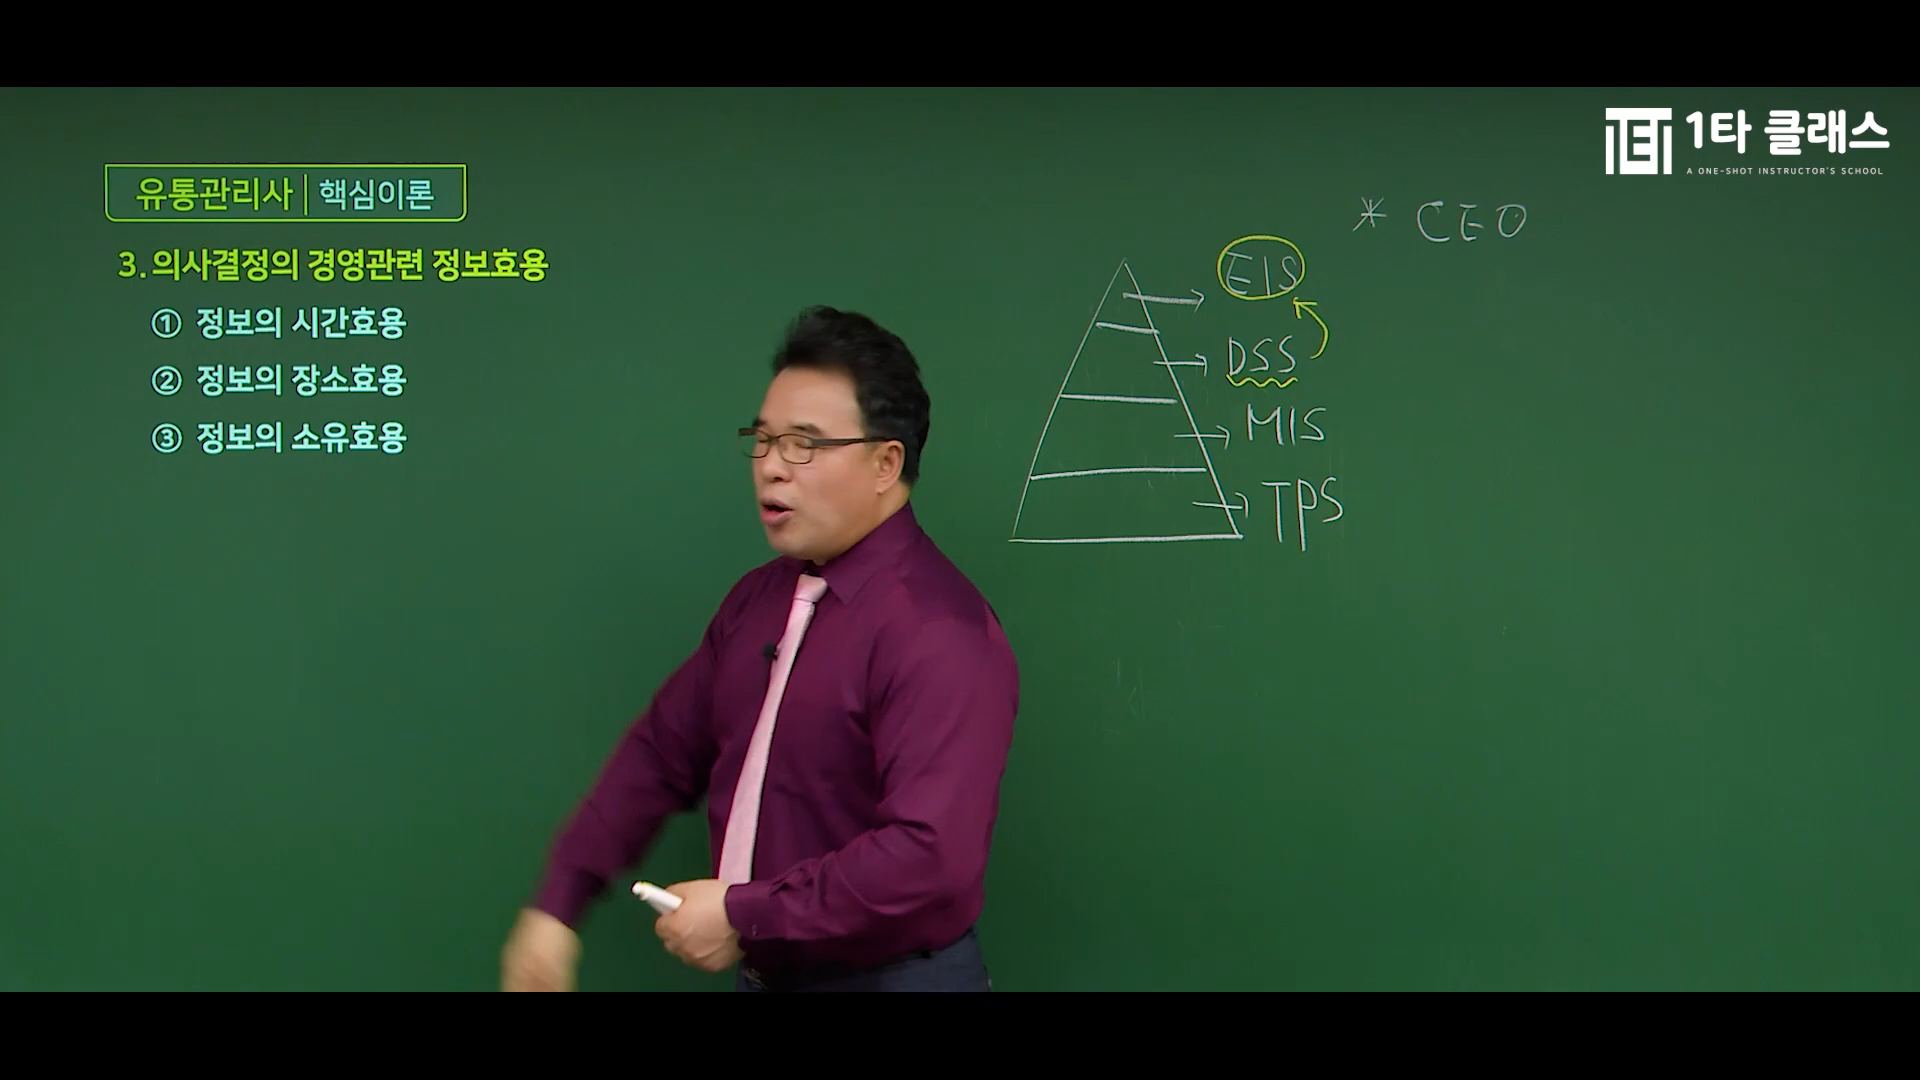 1타 클래스
A ONE-SHOT INSTRUCTOR'S SCHOOL
유통관리사 | 핵심이론
3. 의사결정의 경영관련 정보효용
① 정보의 시간효용
② 정보의 장소효용
③ 정보의 소유효용
* CEO
EIS
DSS
MIS
TPS